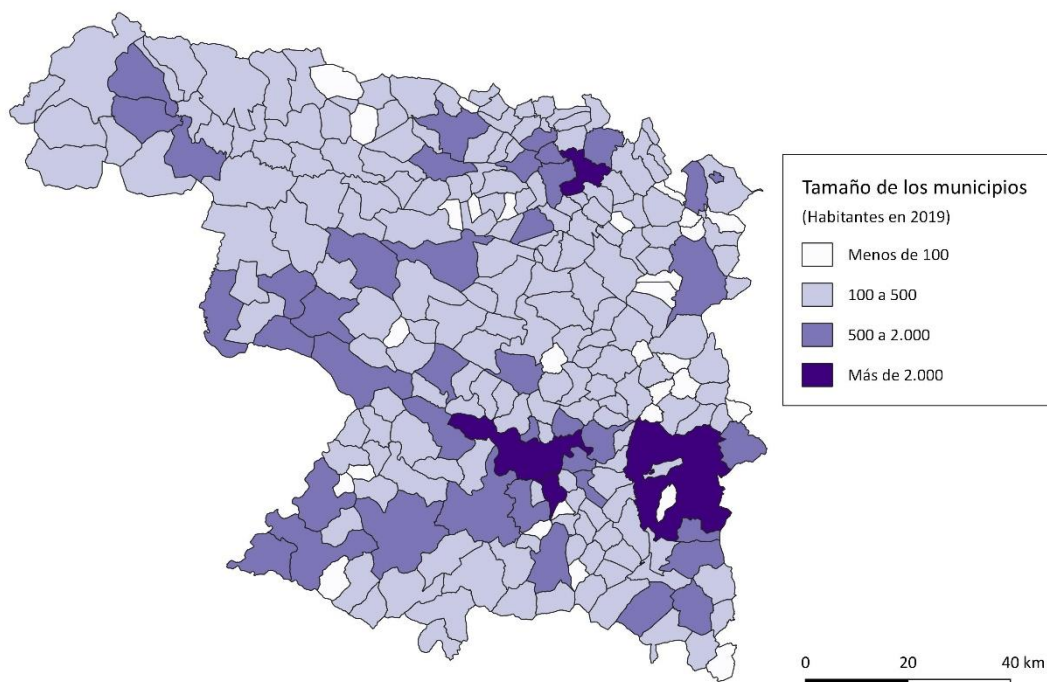 Tamaño de los municipios
(Habitantes en 2019)
Menos de 100
100 a 500
500 a 2.000
Más de 2.000
0 20 40 km